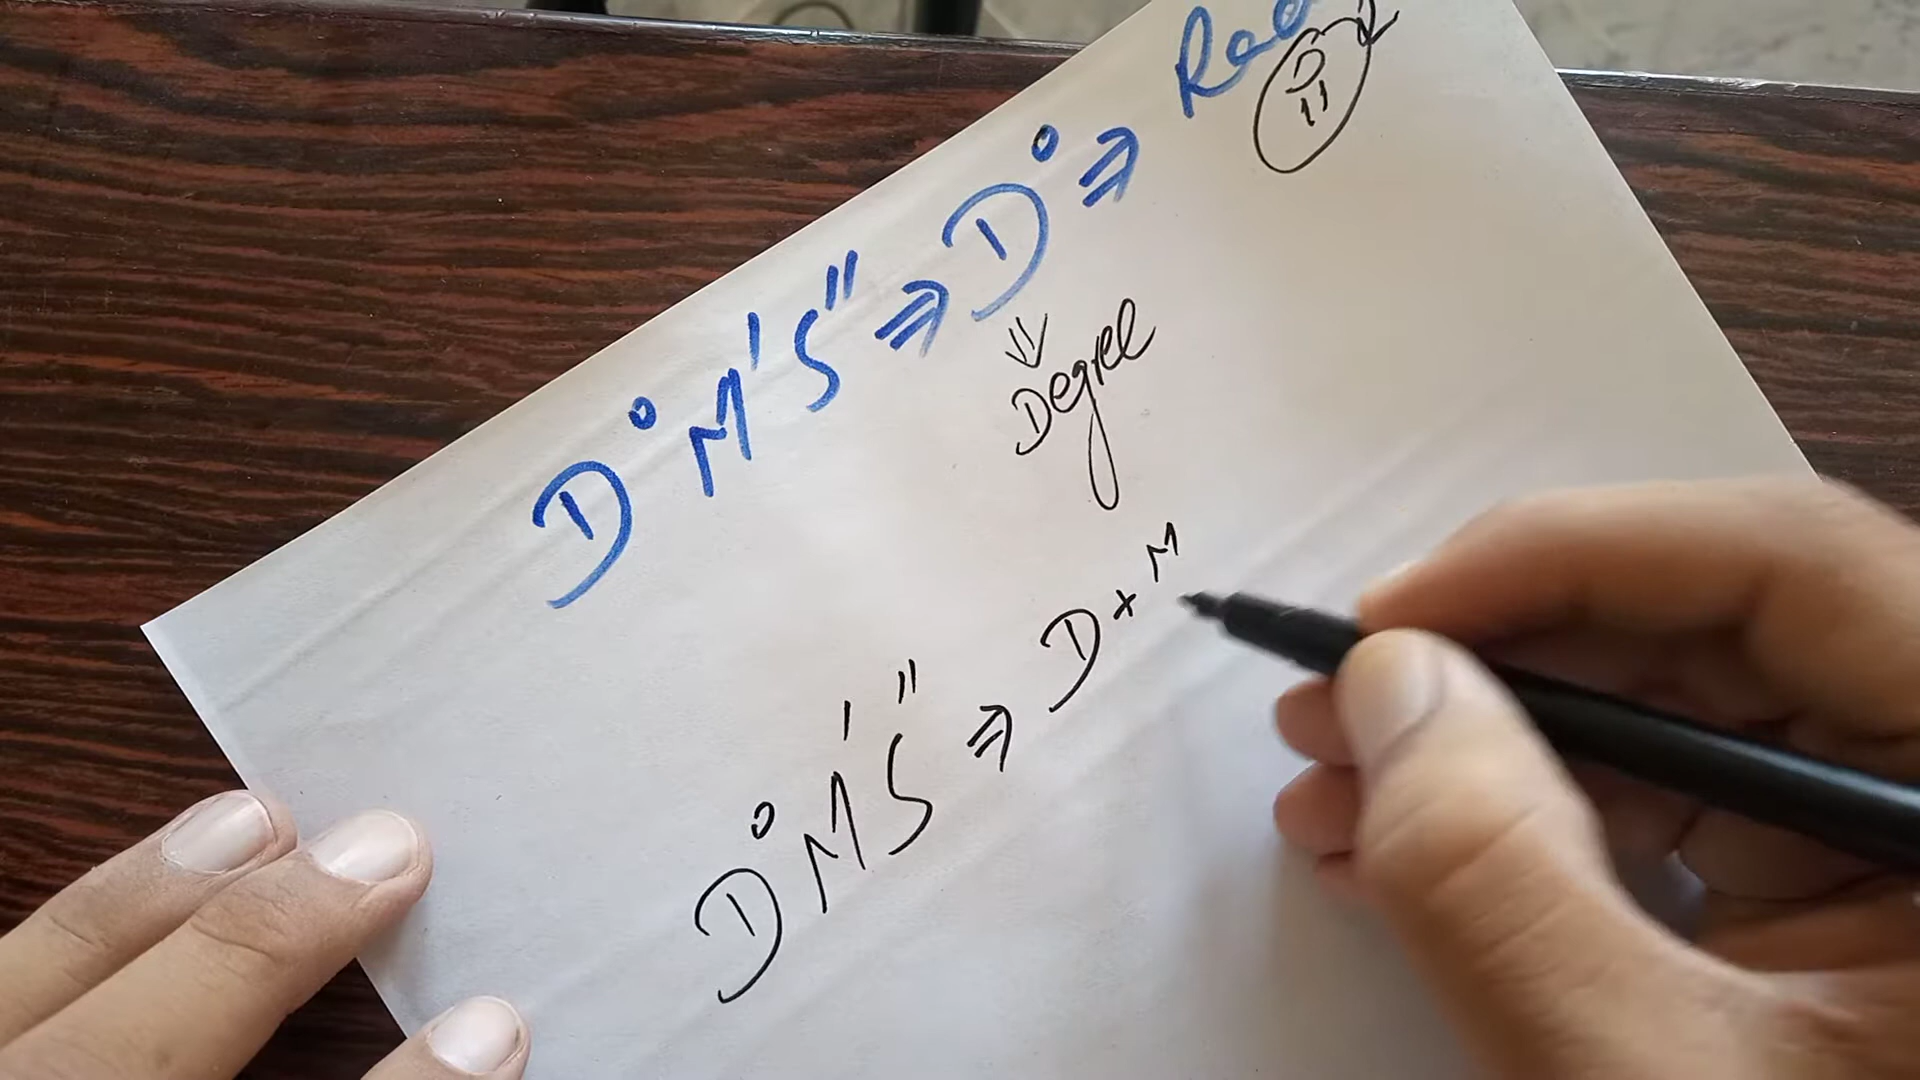 D° M' S" ⇒ D° ⇒ Rad
⇓
Degree
D° M' S" ⇒ D + M